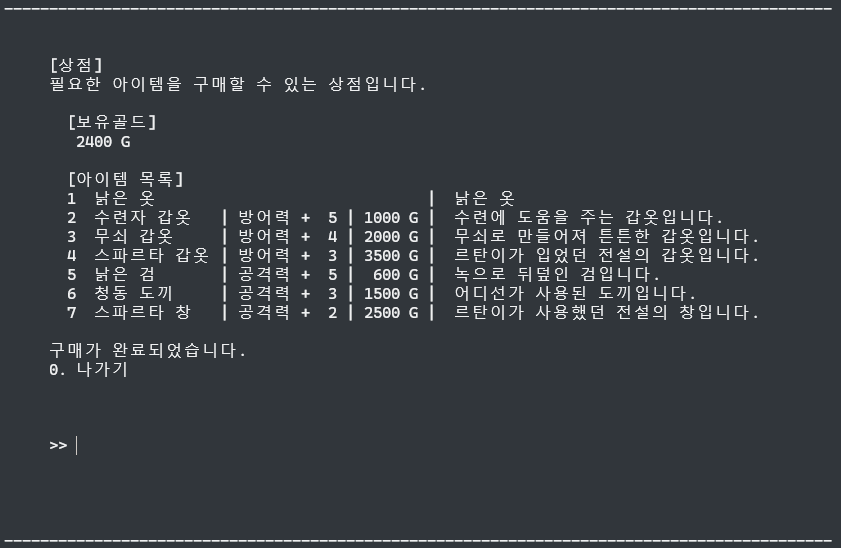 [상점]
필요한 아이템을 구매할 수 있는 상점입니다.
[보유골드]
2400 G
[아이템 목록]
1 낡은 옷 | 낡은 옷
2 수련자 갑옷 | 방어력 + 5 | 1000 G | 수련에 도움을 주는 갑옷입니다.
3 무쇠 갑옷 | 방어력 + 4 | 2000 G | 무쇠로 만들어져 튼튼한 갑옷입니다.
4 스파르타 갑옷 | 방어력 + 3 | 3500 G | 르탄이가 입었던 전설의 갑옷입니다.
5 낡은 검 | 공격력 + 5 | 600 G | 녹으로 뒤덮인 검입니다.
6 청동 도끼 | 공격력 + 3 | 1500 G | 어디선가 사용된 도끼입니다.
7 스파르타 창 | 공격력 + 2 | 2500 G | 르탄이가 사용했던 전설의 창입니다.
구매가 완료되었습니다.
0. 나가기
>>